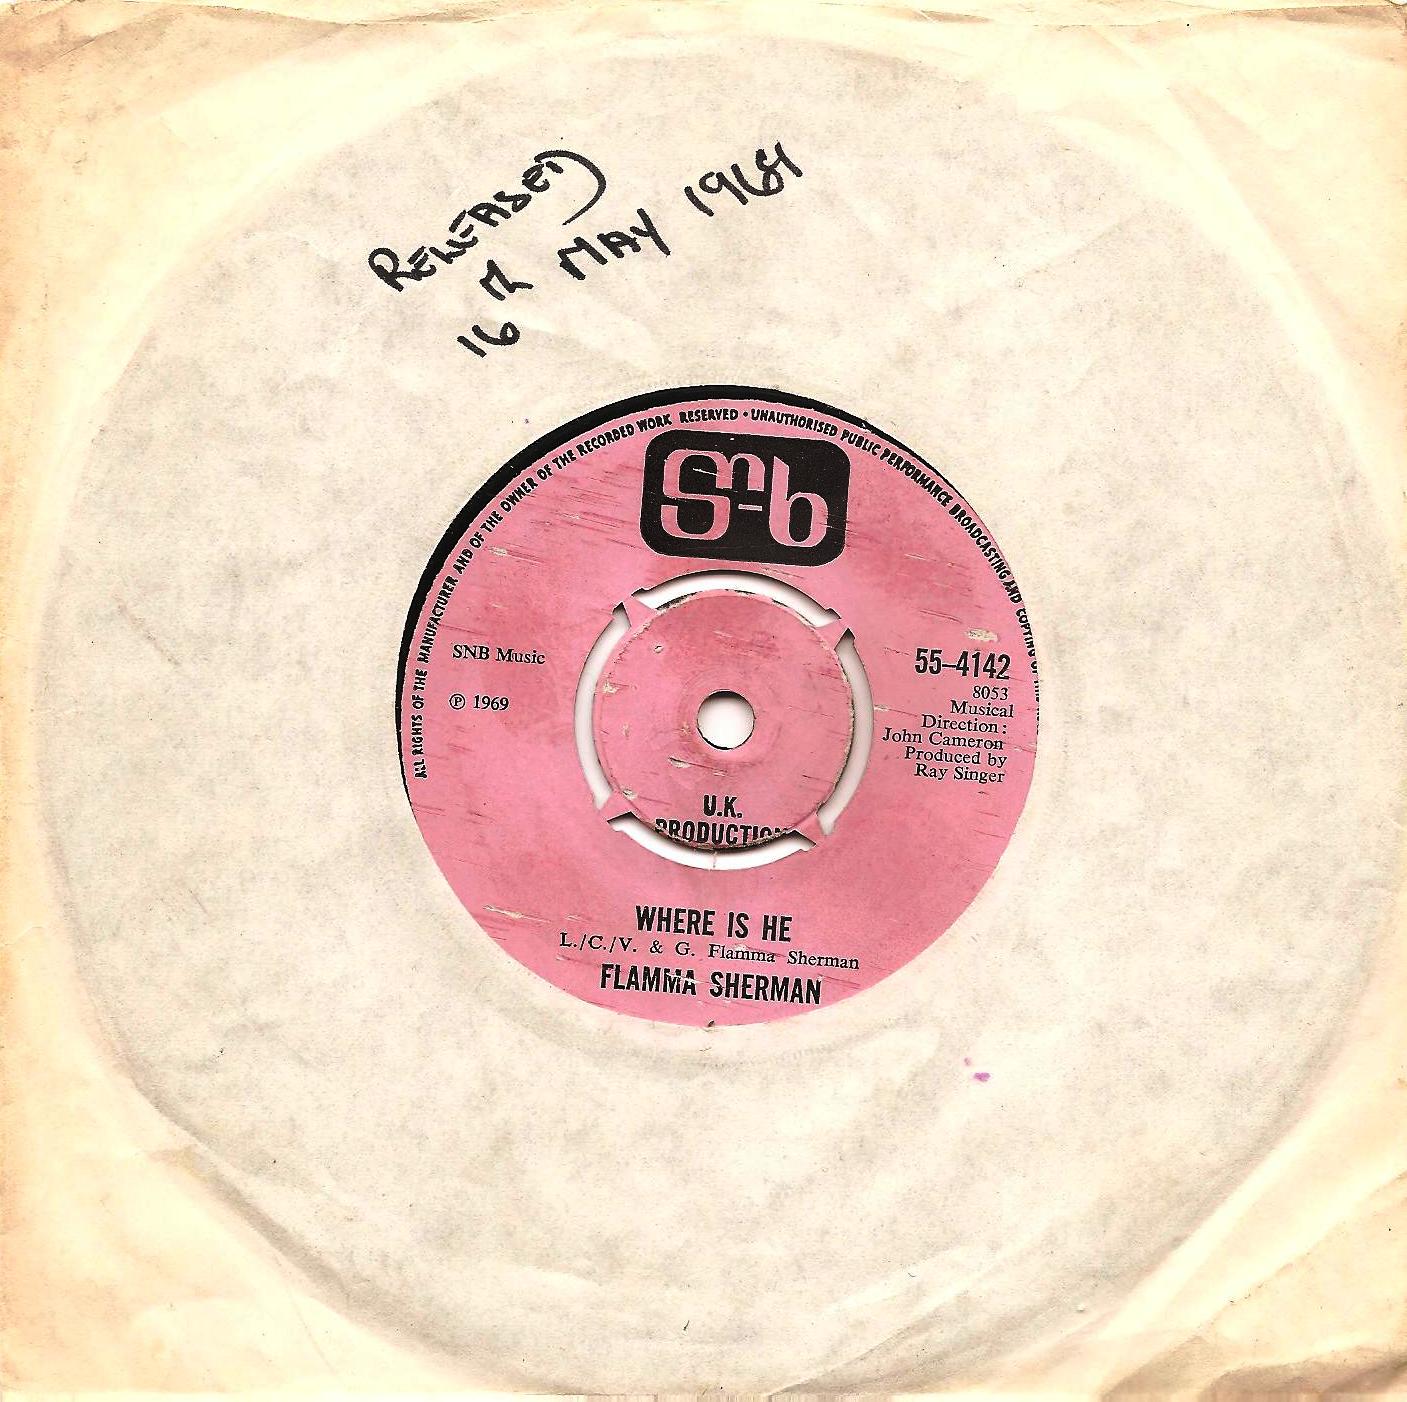 RELEASED
16 TH MAY 1969
ALL RIGHTS OF THE MANUFACTURER AND OF THE OWNER OF THE RECORDED WORK RESERVED • UNAUTHORISED PUBLIC PERFORMANCE BROADCASTING AND COPYING OF
SNB
SNB Music
℗ 1969
55–4142
8053
Musical
Direction:
John Cameron
Produced by
Ray Singer
U.K.
PRODUCTION
WHERE IS HE
L./C./V. & G. Flamma Sherman
FLAMMA SHERMAN